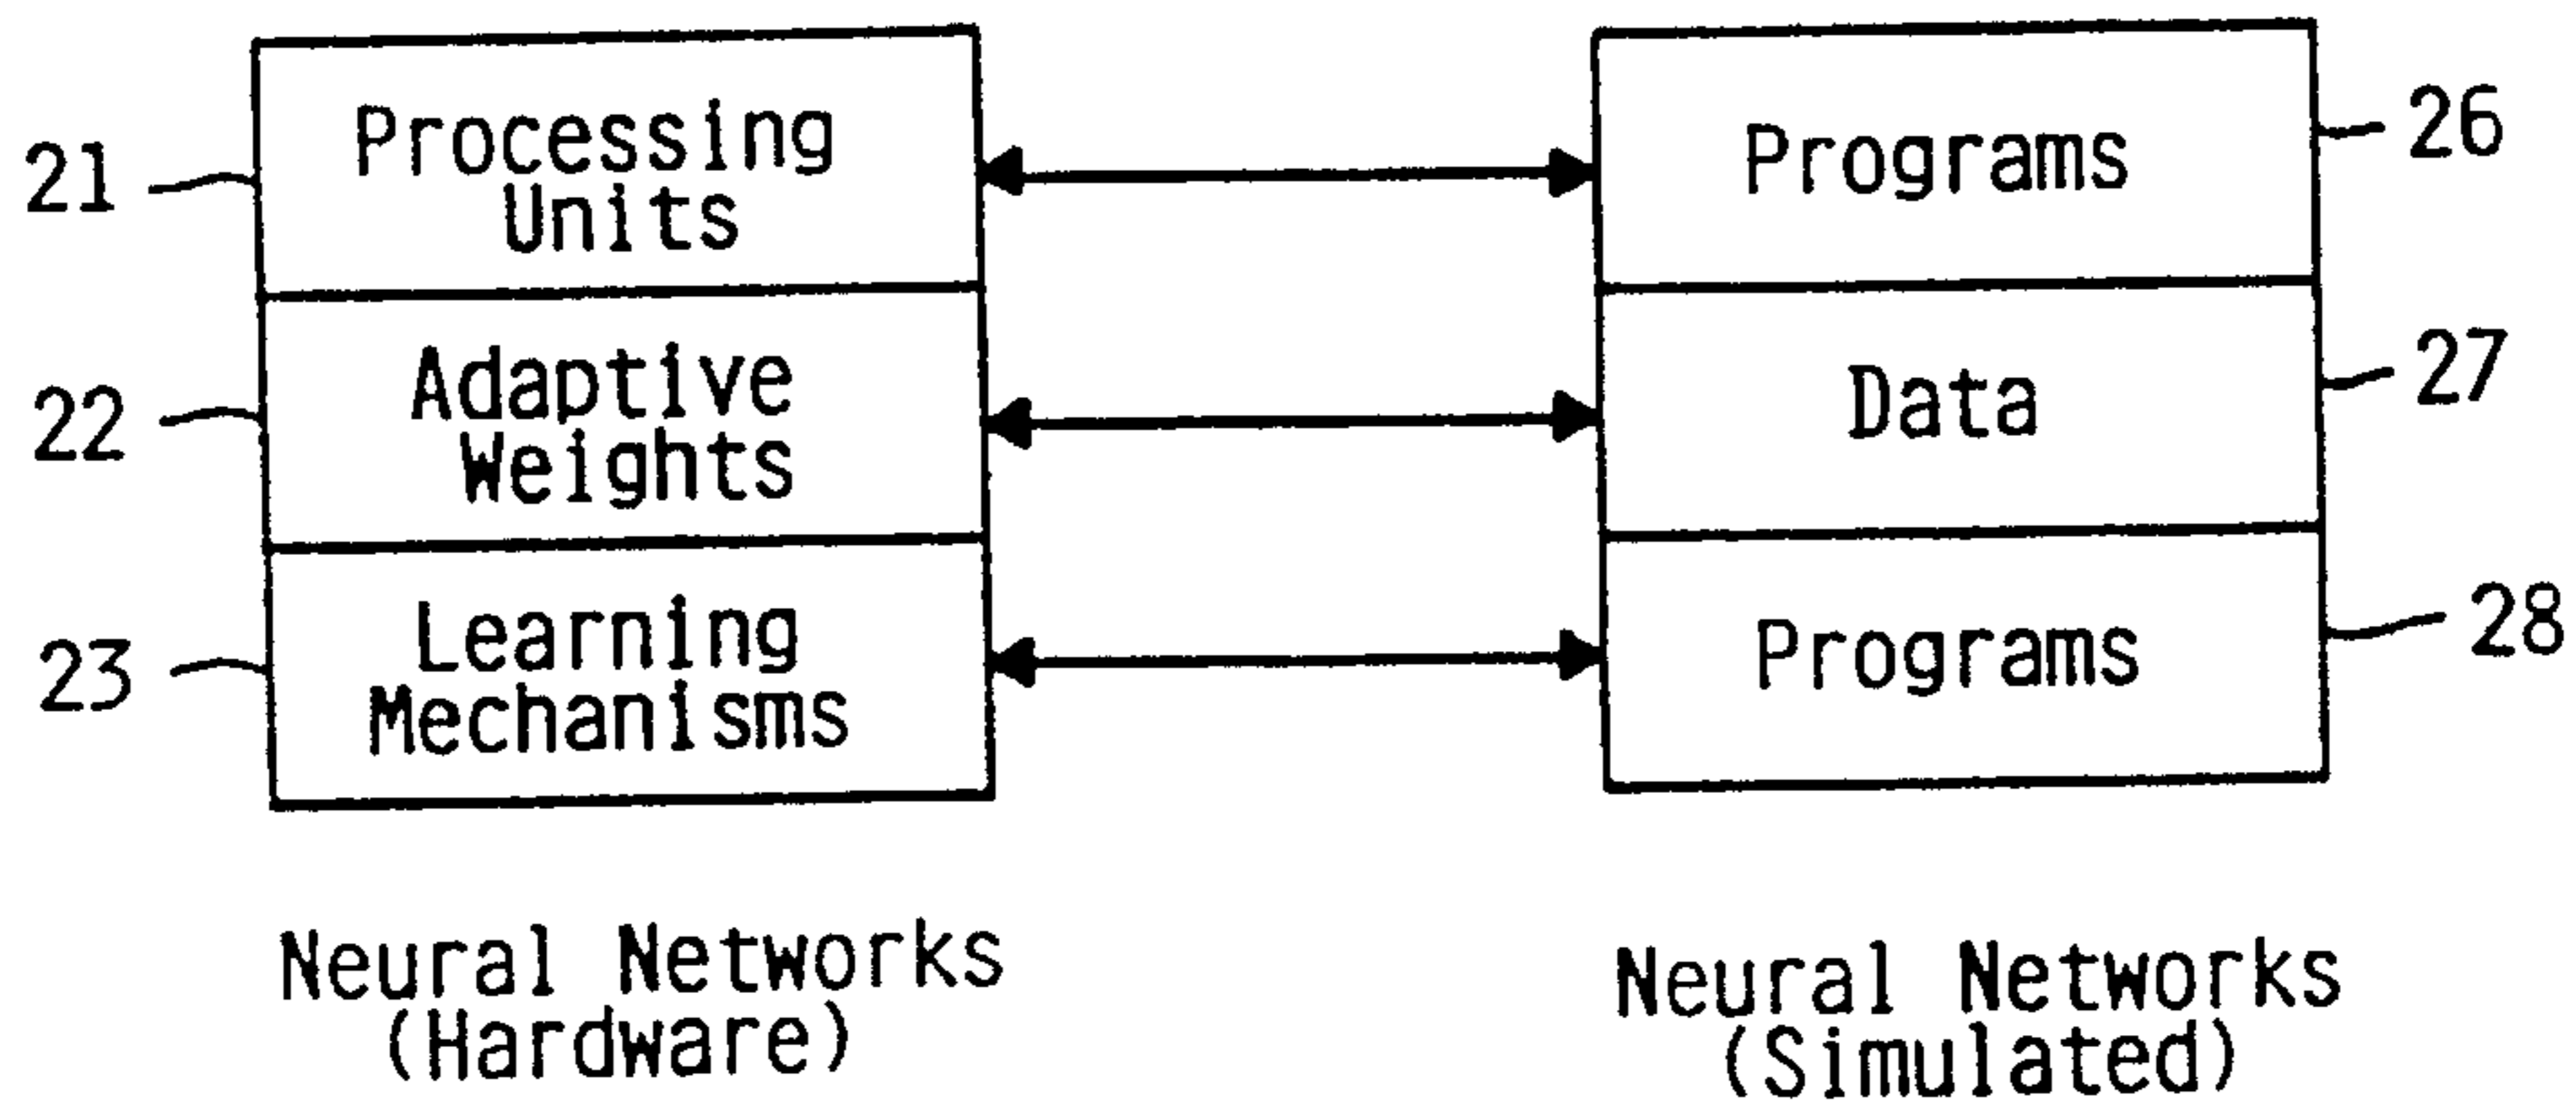 21
Processing
Units
22
Adaptive
Weights
23
Learning
Mechanisms
Neural Networks
(Hardware)
Programs
26
Data
27
Programs
28
Neural Networks
(Simulated)